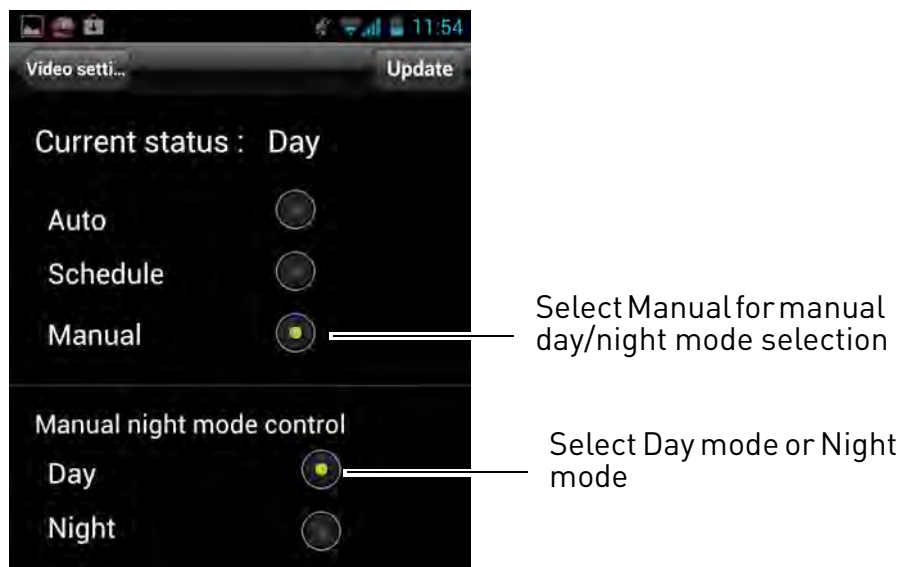 11:54
Video setti...
Update
Current status : Day
Auto
Schedule
Manual
Select Manual for manual
day/night mode selection
Manual night mode control
Day
Select Day mode or Night
mode
Night